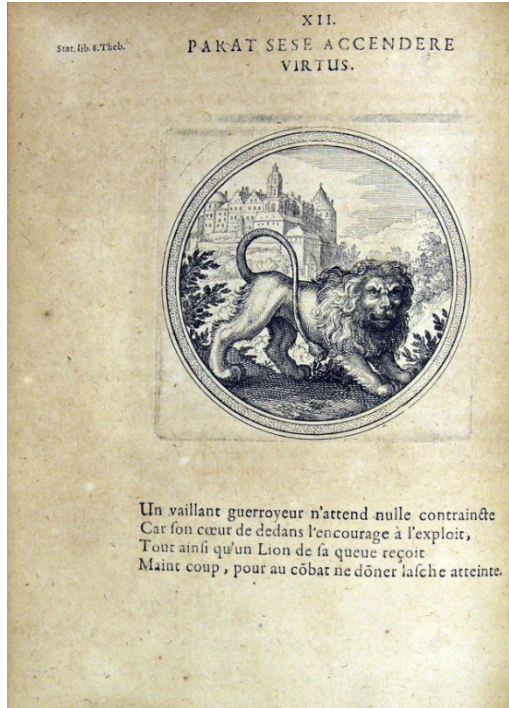 XII.
Stat. lib. 6. Theb.
PARAT SESE ACCENDERE
VIRTUS.
Un vaillant guerroyeur n'attend nulle contraincte
Car ſon cœur de dedans l'encourage à l'exploit,
Tout ainſi qu'un Lion de ſa queue reçoit
Maint coup, pour au cōbat ne dōner laſche atteinte.